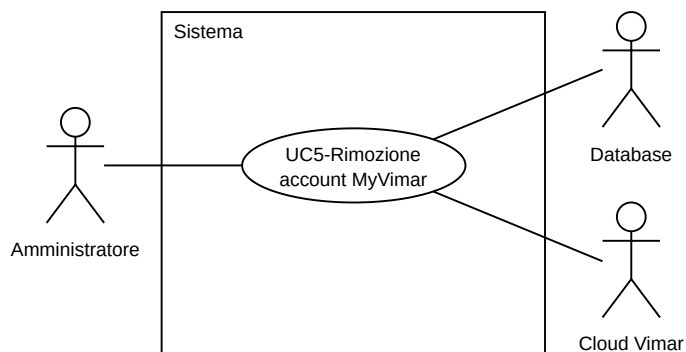 Sistema
UC5-Rimozione
account MyVimar
Database
Amministratore
Cloud Vimar